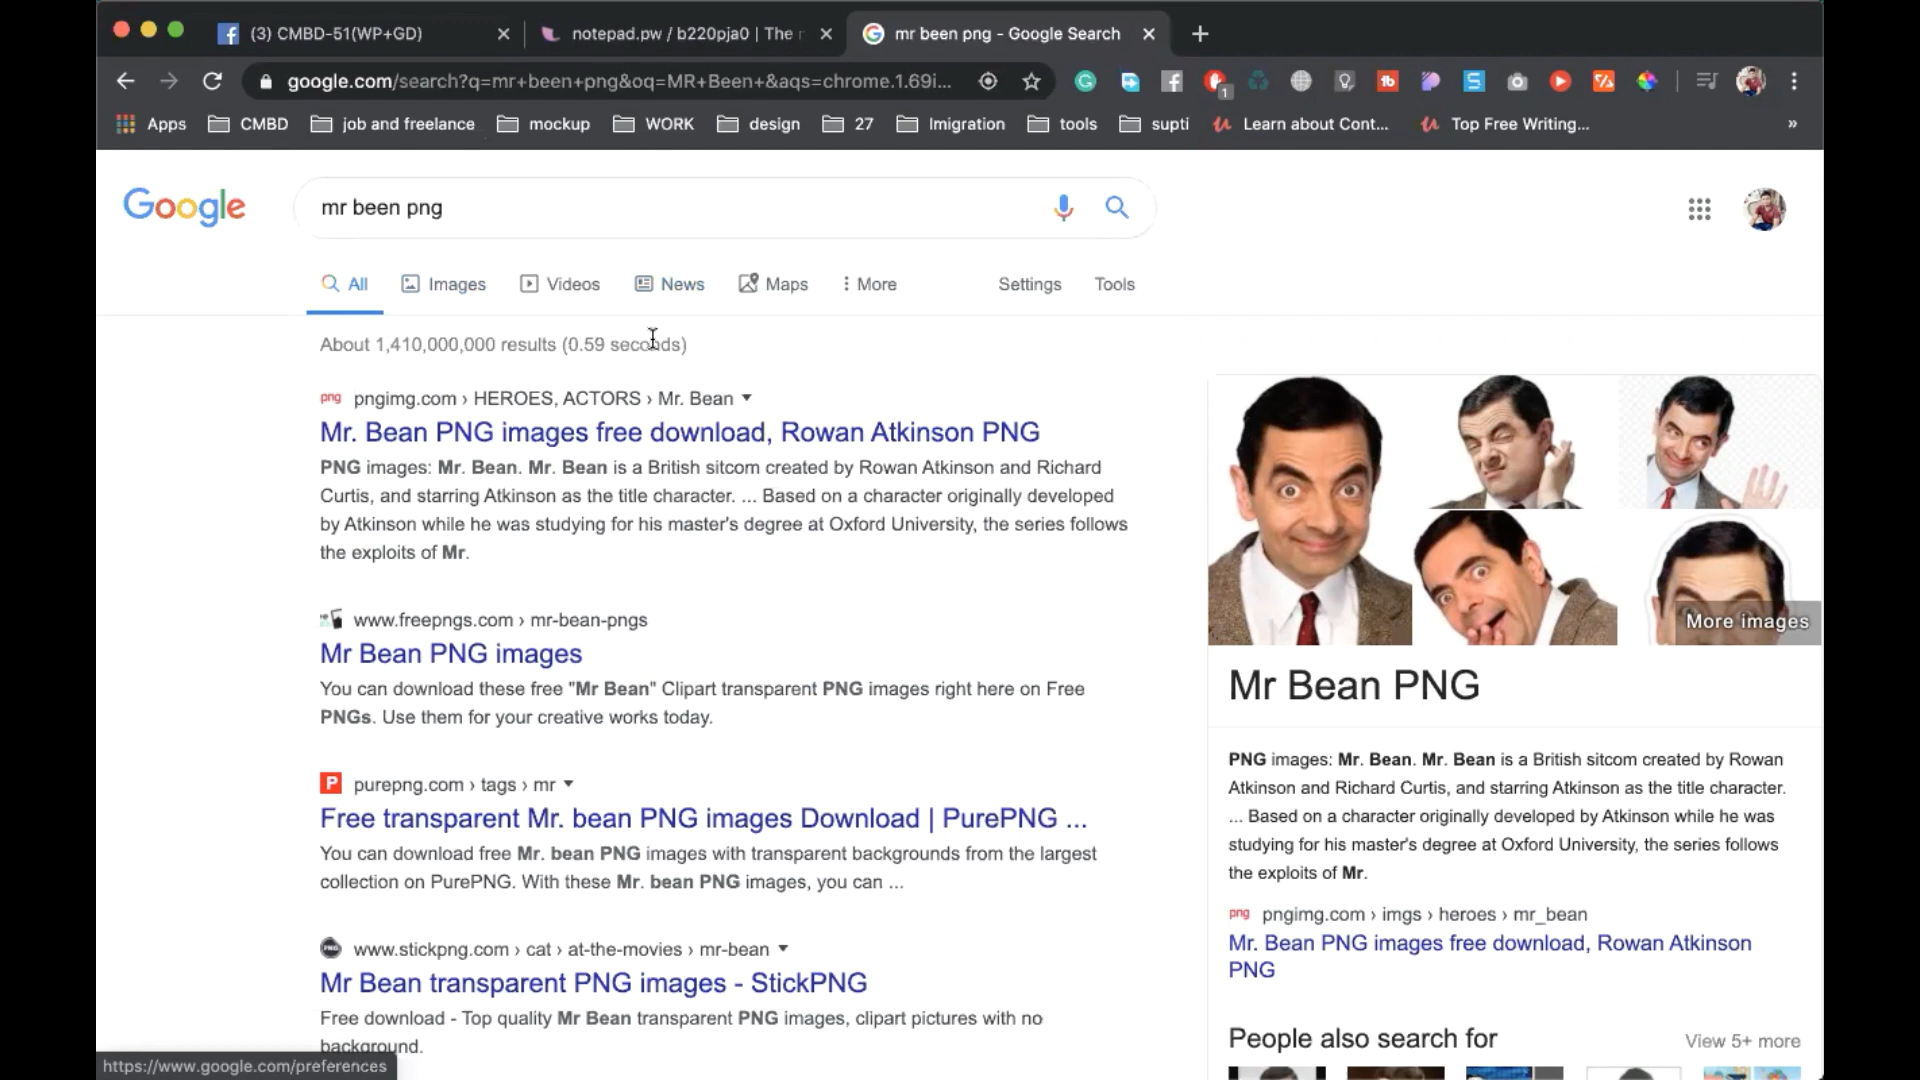 (3) CMBD-51(WP+GD)
notepad.pw / b220pja0 | The
mr been png - Google Search
google.com/search?q=mr+been+png&oq=MR+Been+&aqs=chrome.1.69i...
1
Apps
CMBD
job and freelance
mockup
WORK
design
27
Imigration
tools
supti
Learn about Cont...
Top Free Writing...
»
Google
mr been png
All
Images
Videos
News
Maps
More
Settings
Tools
About 1,410,000,000 results (0.59 seconds)
png pngimg.com › HEROES, ACTORS › Mr. Bean
Mr. Bean PNG images free download, Rowan Atkinson PNG
PNG images: Mr. Bean. Mr. Bean is a British sitcom created by Rowan Atkinson and Richard
Curtis, and starring Atkinson as the title character. ... Based on a character originally developed
by Atkinson while he was studying for his master's degree at Oxford University, the series follows
the exploits of Mr.
www.freepngs.com › mr-bean-pngs
Mr Bean PNG images
You can download these free "Mr Bean" Clipart transparent PNG images right here on Free
PNGs. Use them for your creative works today.
P purepng.com › tags › mr
Free transparent Mr. bean PNG images Download | PurePNG ...
You can download free Mr. bean PNG images with transparent backgrounds from the largest
collection on PurePNG. With these Mr. bean PNG images, you can ...
www.stickpng.com › cat › at-the-movies › mr-bean
Mr Bean transparent PNG images - StickPNG
Free download - Top quality Mr Bean transparent PNG images, clipart pictures with no
background.
https://www.google.com/preferences
More images
Mr Bean PNG
PNG images: Mr. Bean. Mr. Bean is a British sitcom created by Rowan
Atkinson and Richard Curtis, and starring Atkinson as the title character.
... Based on a character originally developed by Atkinson while he was
studying for his master's degree at Oxford University, the series follows
the exploits of Mr.
png pngimg.com › imgs › heroes › mr_bean
Mr. Bean PNG images free download, Rowan Atkinson
PNG
People also search for
View 5+ more